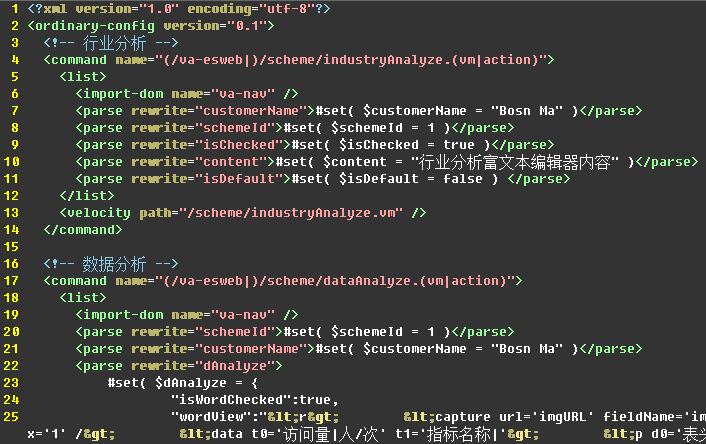 1 <?xml version="1.0" encoding="utf-8"?>
2 <ordinary-config version="0.1">
3   <!-- 行业分析 -->
4   <command name="(/va-esweb|)/scheme/industryAnalyze.(vm|action)">
5     <list>
6       <import-dom name="va-nav" />
7       <parse rewrite="customerName">#set( $customerName = "Bosn Ma" )</parse>
8       <parse rewrite="schemeId">#set( $schemeId = 1 )</parse>
9       <parse rewrite="isChecked">#set( $isChecked = true )</parse>
10       <parse rewrite="content">#set( $content = "行业分析富文本编辑器内容" )</parse>
11       <parse rewrite="isDefault">#set( $isDefault = false ) </parse>
12     </list>
13     <velocity path="/scheme/industryAnalyze.vm" />
14   </command>
15
16   <!-- 数据分析 -->
17   <command name="(/va-esweb|)/scheme/dataAnalyze.(vm|action)">
18     <list>
19       <import-dom name="va-nav" />
20       <parse rewrite="schemeId">#set( $schemeId = 1 )</parse>
21       <parse rewrite="customerName">#set( $customerName = "Bosn Ma" )</parse>
22       <parse rewrite="dAnalyze">
23           #set( $dAnalyze = {
24                   "isWordChecked":true,
25                   "wordView":"&lt;r&gt;        &lt;capture url='imgURL' fieldName='im
x='1' /&gt;        &lt;data t0='访问量|人/次' t1='指标名称|'&gt;        &lt;p d0='表头